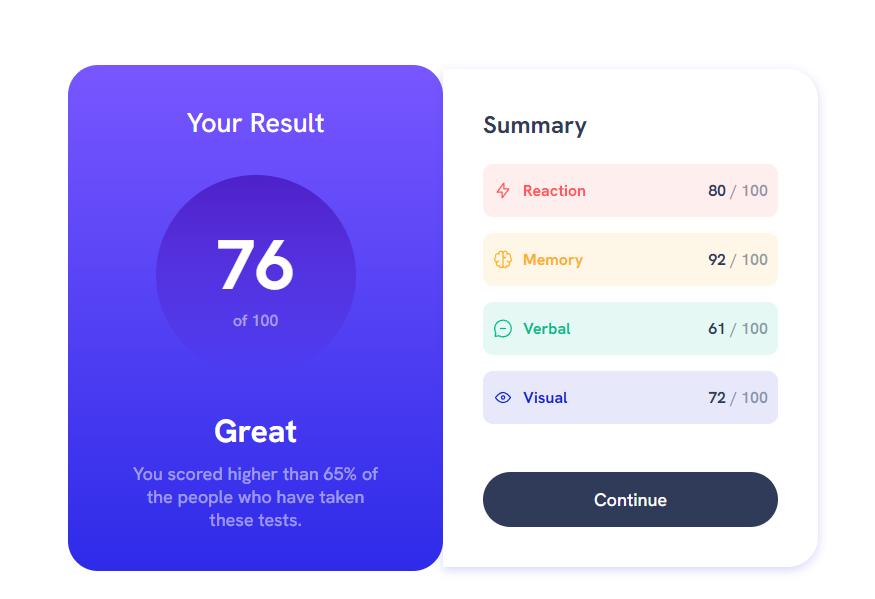 Your Result
76
of 100
Great
You scored higher than 65% of
the people who have taken
these tests.
Summary
Reaction 80 / 100
Memory 92 / 100
Verbal 61 / 100
Visual 72 / 100
Continue